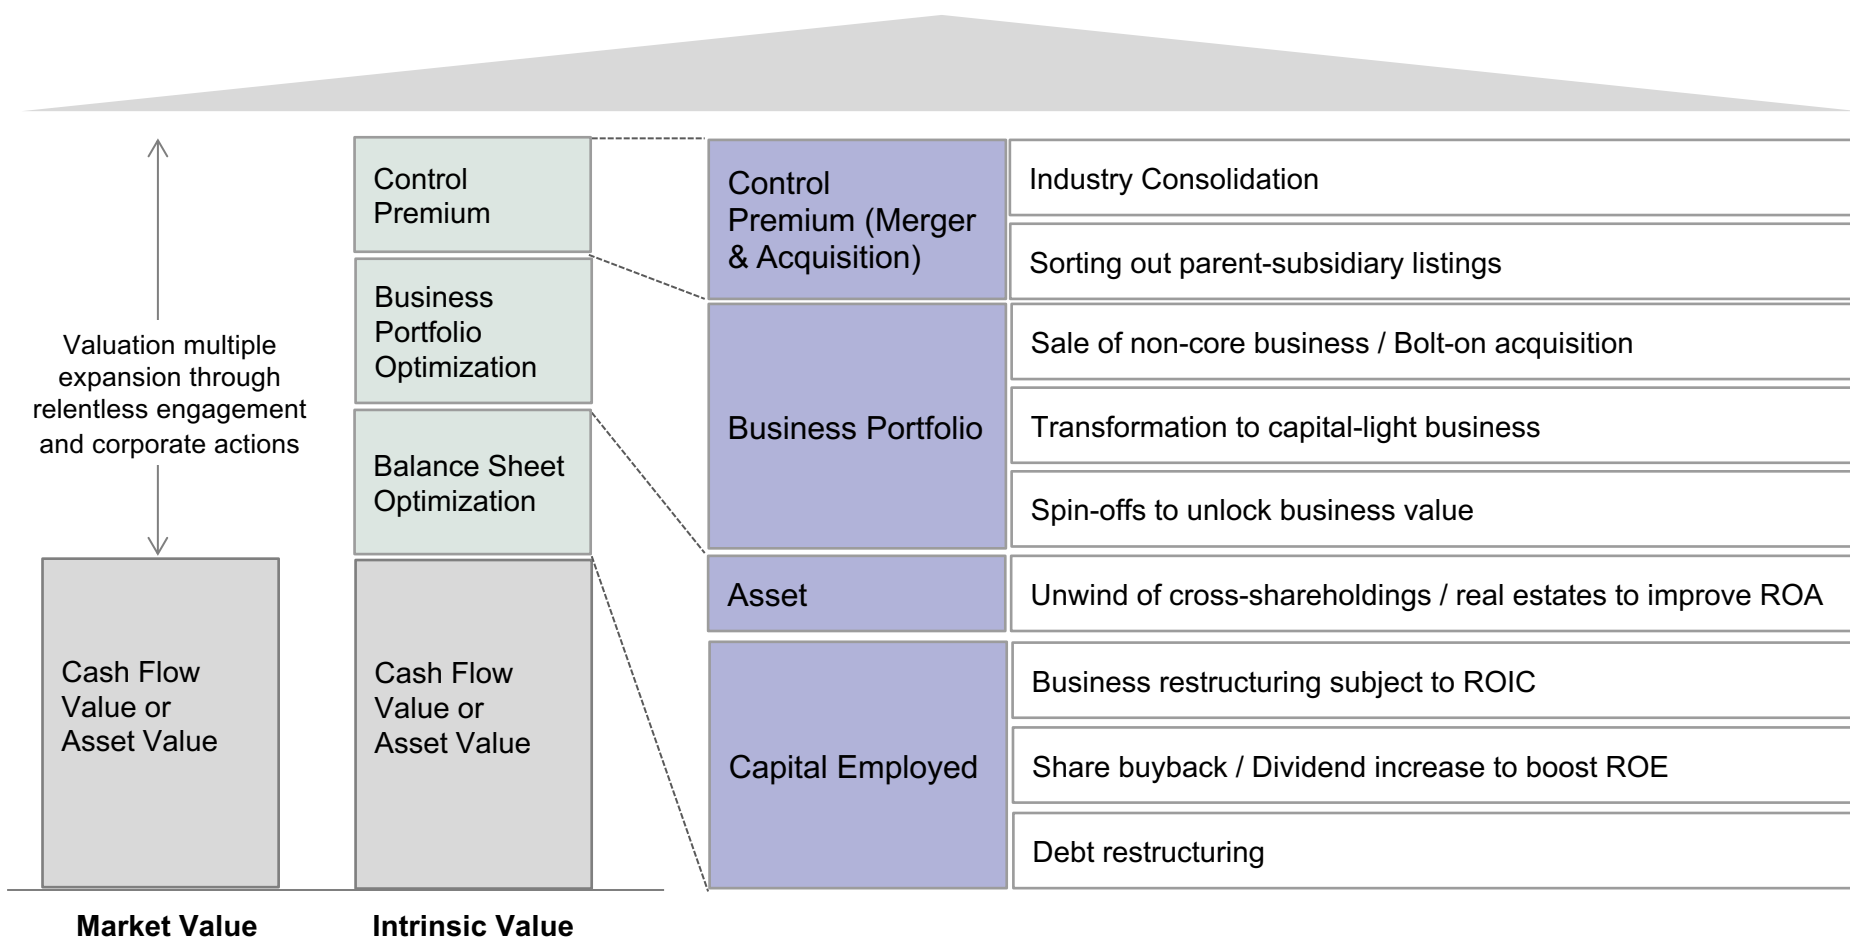 Valuation multiple
expansion through
relentless engagement
and corporate actions
Cash Flow
Value or
Asset Value
Market Value
Control
Premium
Business
Portfolio
Optimization
Balance Sheet
Optimization
Cash Flow
Value or
Asset Value
Intrinsic Value
Control
Premium (Merger
& Acquisition)
Industry Consolidation
Sorting out parent-subsidiary listings
Business Portfolio
Sale of non-core business / Bolt-on acquisition
Transformation to capital-light business
Spin-offs to unlock business value
Asset
Unwind of cross-shareholdings / real estates to improve ROA
Capital Employed
Business restructuring subject to ROIC
Share buyback / Dividend increase to boost ROE
Debt restructuring